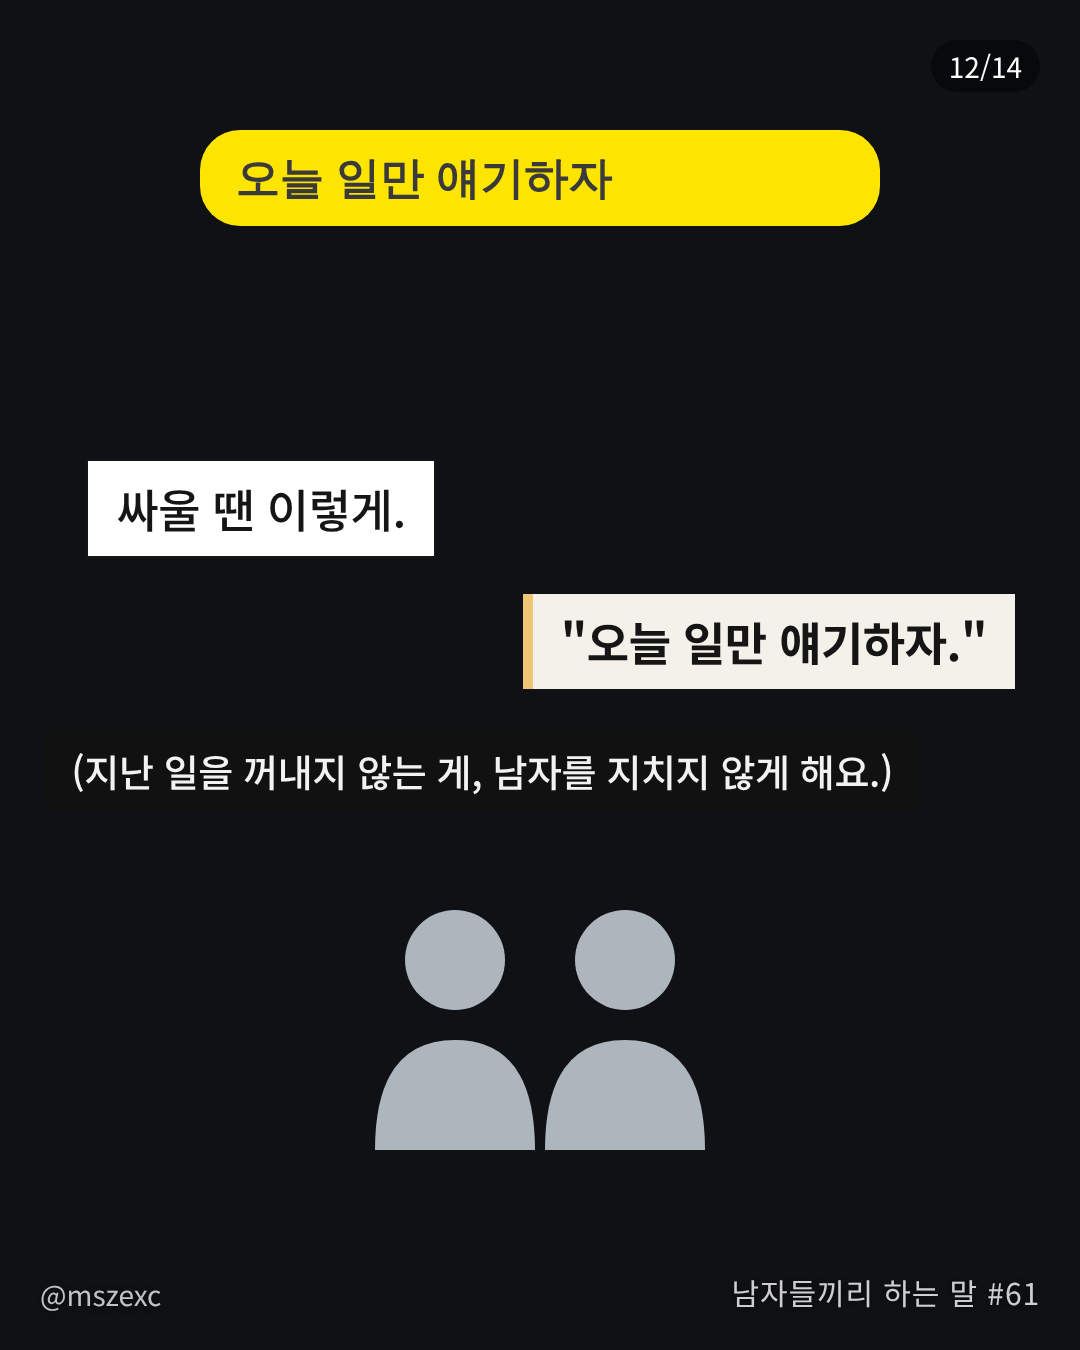 12/14
오늘 일만 얘기하자
싸울 땐 이렇게.
"오늘 일만 얘기하자."
(지난 일을 꺼내지 않는 게, 남자를 지치지 않게 해요.)
@mszexc
남자들끼리 하는 말 #61